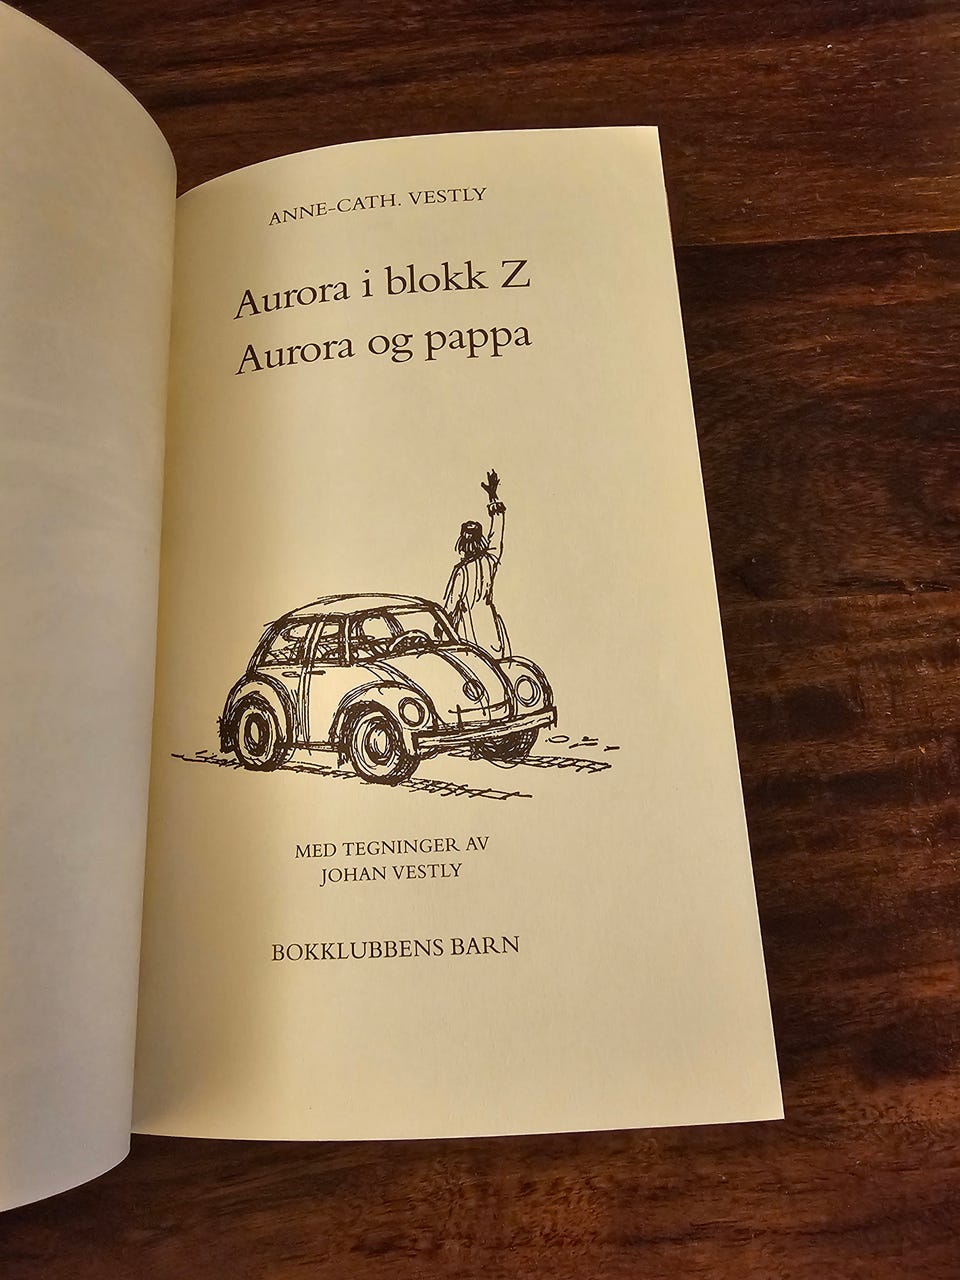 ANNE-CATH. VESTLY
Aurora i blokk Z
Aurora og pappa
MED TEGNINGER AV
JOHAN VESTLY
BOKKLUBBENS BARN